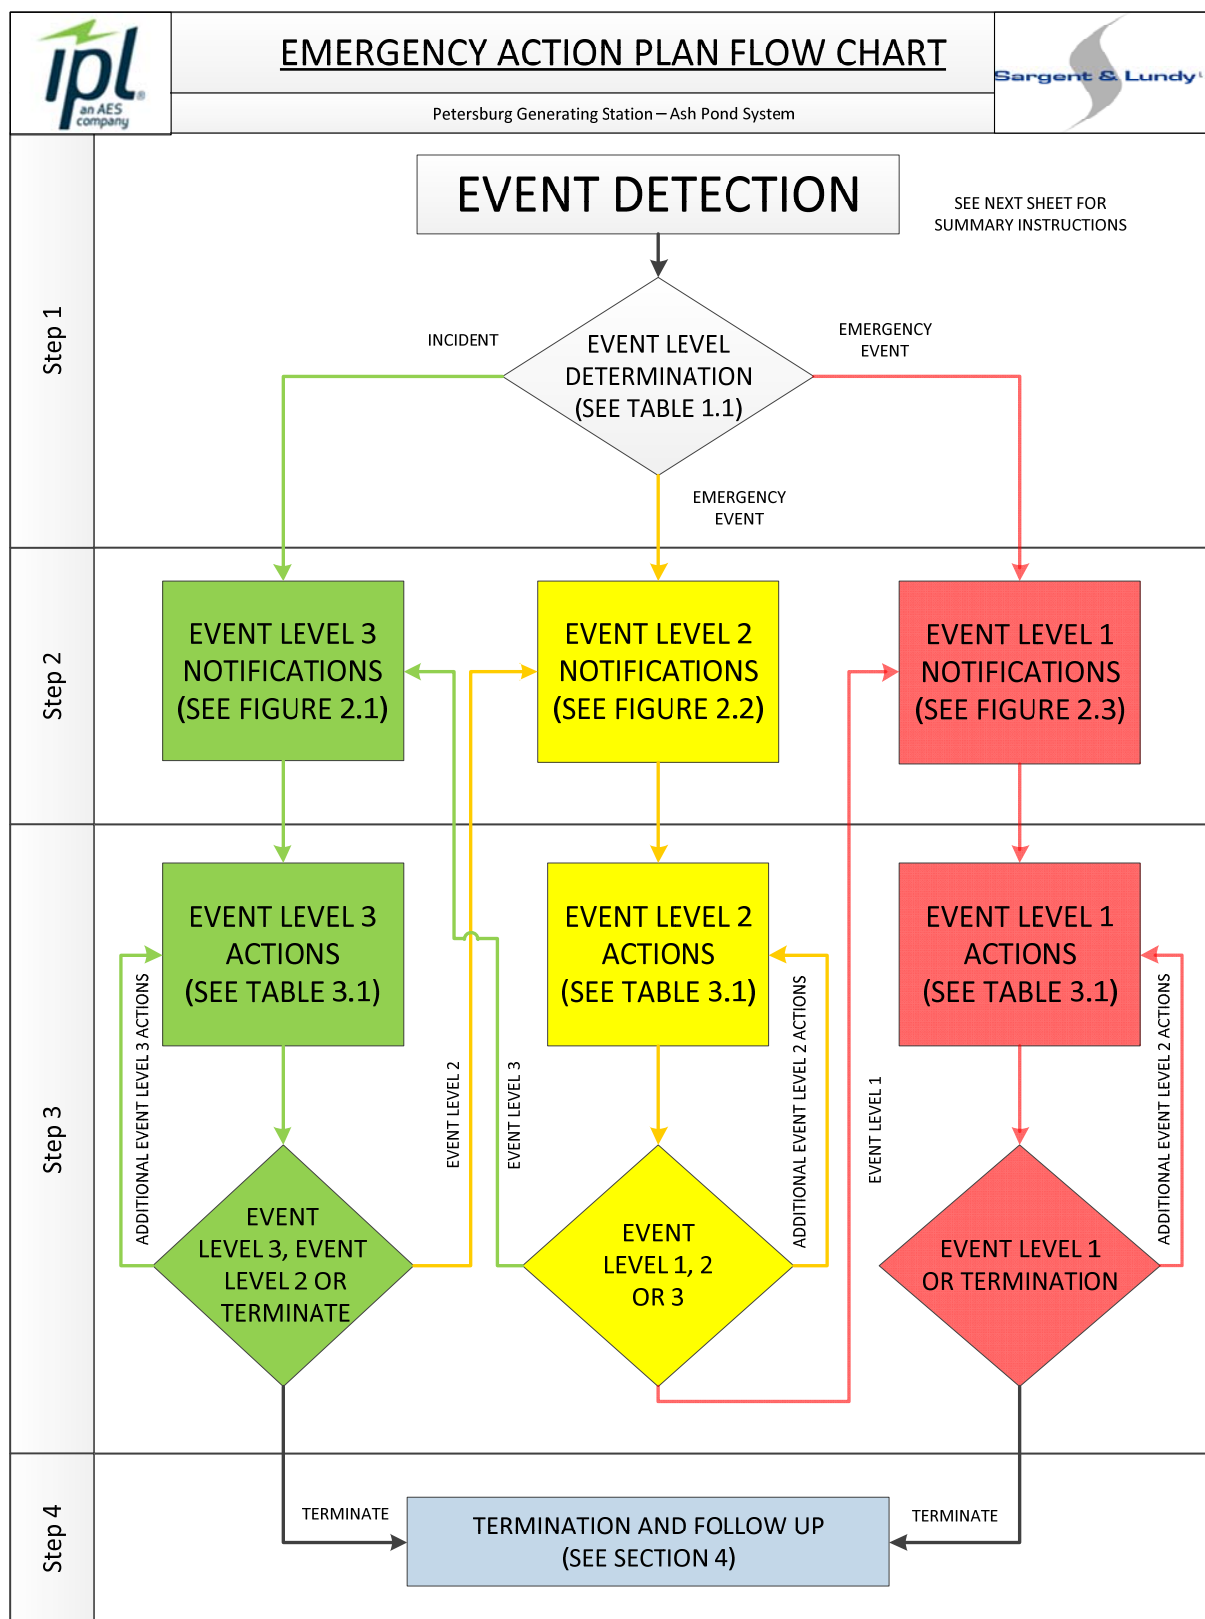 ipl
an AES
company
EMERGENCY ACTION PLAN FLOW CHART
Petersburg Generating Station – Ash Pond System
Sargent & Lundy
Step 1
EVENT DETECTION
SEE NEXT SHEET FOR
SUMMARY INSTRUCTIONS
INCIDENT
EVENT LEVEL
DETERMINATION
(SEE TABLE 1.1)
EMERGENCY
EVENT
EMERGENCY
EVENT
Step 2
EVENT LEVEL 3
NOTIFICATIONS
(SEE FIGURE 2.1)
EVENT LEVEL 2
NOTIFICATIONS
(SEE FIGURE 2.2)
EVENT LEVEL 1
NOTIFICATIONS
(SEE FIGURE 2.3)
Step 3
EVENT LEVEL 3
ACTIONS
(SEE TABLE 3.1)
EVENT LEVEL 2
ACTIONS
(SEE TABLE 3.1)
EVENT LEVEL 1
ACTIONS
(SEE TABLE 3.1)
ADDITIONAL EVENT LEVEL 3 ACTIONS
EVENT LEVEL 2
EVENT LEVEL 3
ADDITIONAL EVENT LEVEL 2 ACTIONS
EVENT LEVEL 1
ADDITIONAL EVENT LEVEL 2 ACTIONS
EVENT
LEVEL 3, EVENT
LEVEL 2 OR
TERMINATE
EVENT
LEVEL 1, 2
OR 3
EVENT LEVEL 1
OR TERMINATION
Step 4
TERMINATE
TERMINATION AND FOLLOW UP
(SEE SECTION 4)
TERMINATE